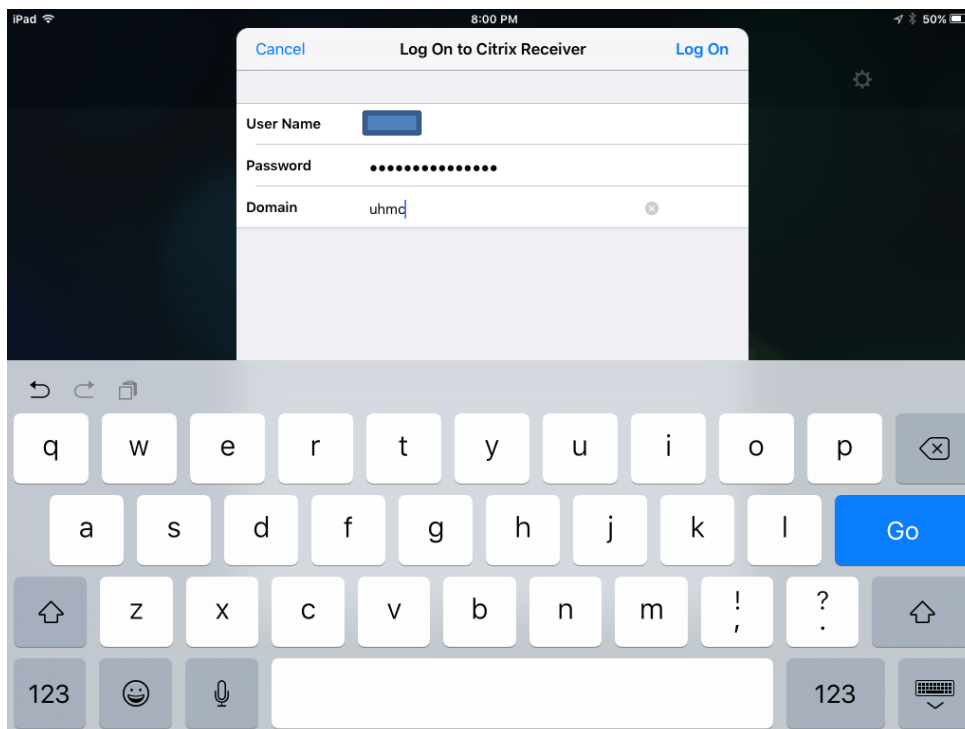 iPad 8:00 PM 50%
Cancel Log On to Citrix Receiver Log On
User Name
Password •••••••••••••••
Domain uhmc
q w e r t y u i o p
a s d f g h j k l Go
z x c v b n m ! , ? .
123 123